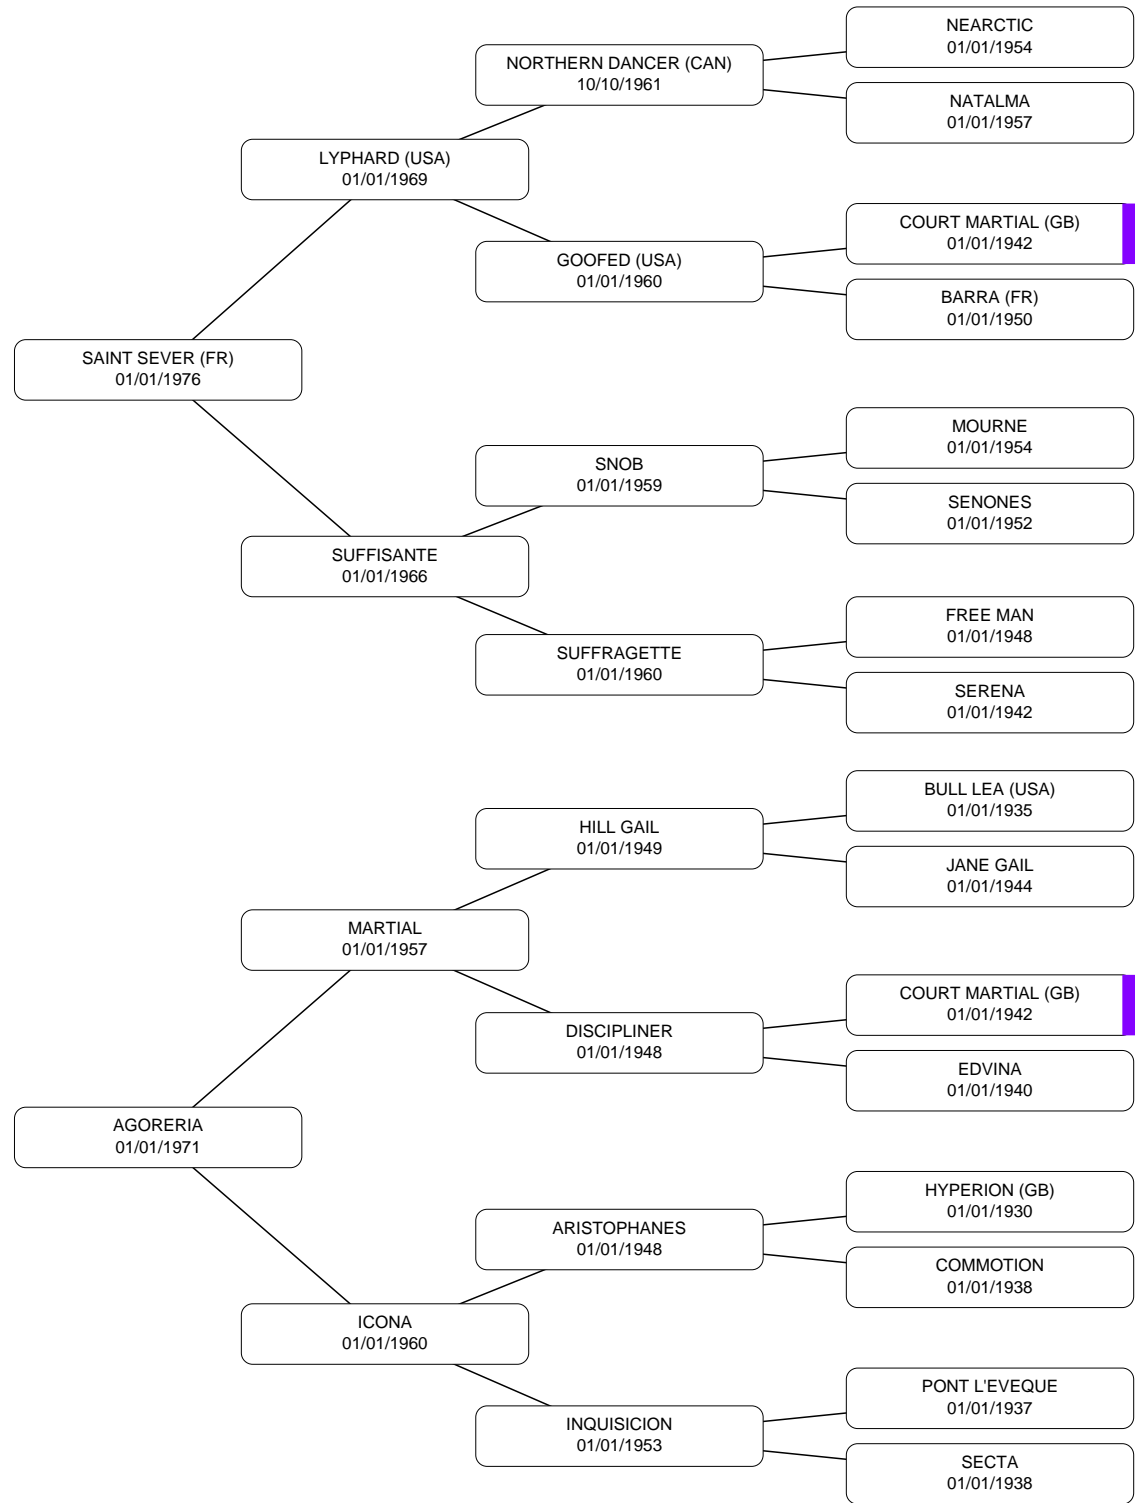 NEARCTIC
01/01/1954
NORTHERN DANCER (CAN)
10/10/1961
NATALMA
01/01/1957
LYPHARD (USA)
01/01/1969
COURT MARTIAL (GB)
01/01/1942
GOOFED (USA)
01/01/1960
BARRA (FR)
01/01/1950
SAINT SEVER (FR)
01/01/1976
MOURNE
01/01/1954
SNOB
01/01/1959
SENONES
01/01/1952
SUFFISANTE
01/01/1966
FREE MAN
01/01/1948
SUFFRAGETTE
01/01/1960
SERENA
01/01/1942
BULL LEA (USA)
01/01/1935
HILL GAIL
01/01/1949
JANE GAIL
01/01/1944
MARTIAL
01/01/1957
COURT MARTIAL (GB)
01/01/1942
DISCIPLINER
01/01/1948
EDVINA
01/01/1940
AGORERIA
01/01/1971
HYPERION (GB)
01/01/1930
ARISTOPHANES
01/01/1948
COMMOTION
01/01/1938
ICONA
01/01/1960
PONT L'EVEQUE
01/01/1937
INQUISICION
01/01/1953
SECTA
01/01/1938